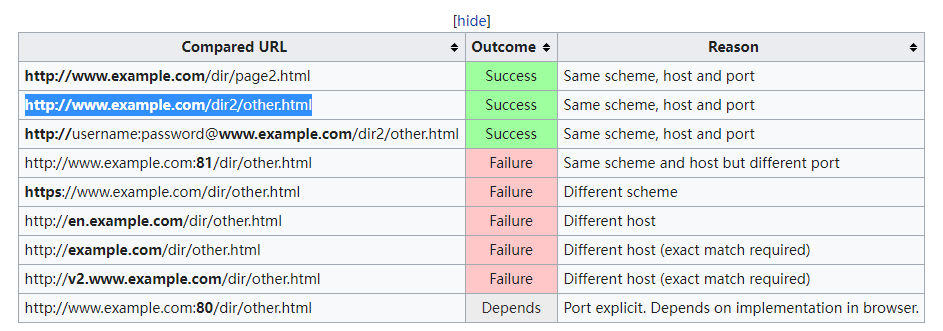 [hide]
Compared URL Outcome Reason
http://www.example.com/dir/page2.html Success Same scheme, host and port
http://www.example.com/dir2/other.html Success Same scheme, host and port
http://username:password@www.example.com/dir2/other.html Success Same scheme, host and port
http://www.example.com:81/dir/other.html Failure Same scheme and host but different port
https://www.example.com/dir/other.html Failure Different scheme
http://en.example.com/dir/other.html Failure Different host
http://example.com/dir/other.html Failure Different host (exact match required)
http://v2.www.example.com/dir/other.html Failure Different host (exact match required)
http://www.example.com:80/dir/other.html Depends Port explicit. Depends on implementation in browser.